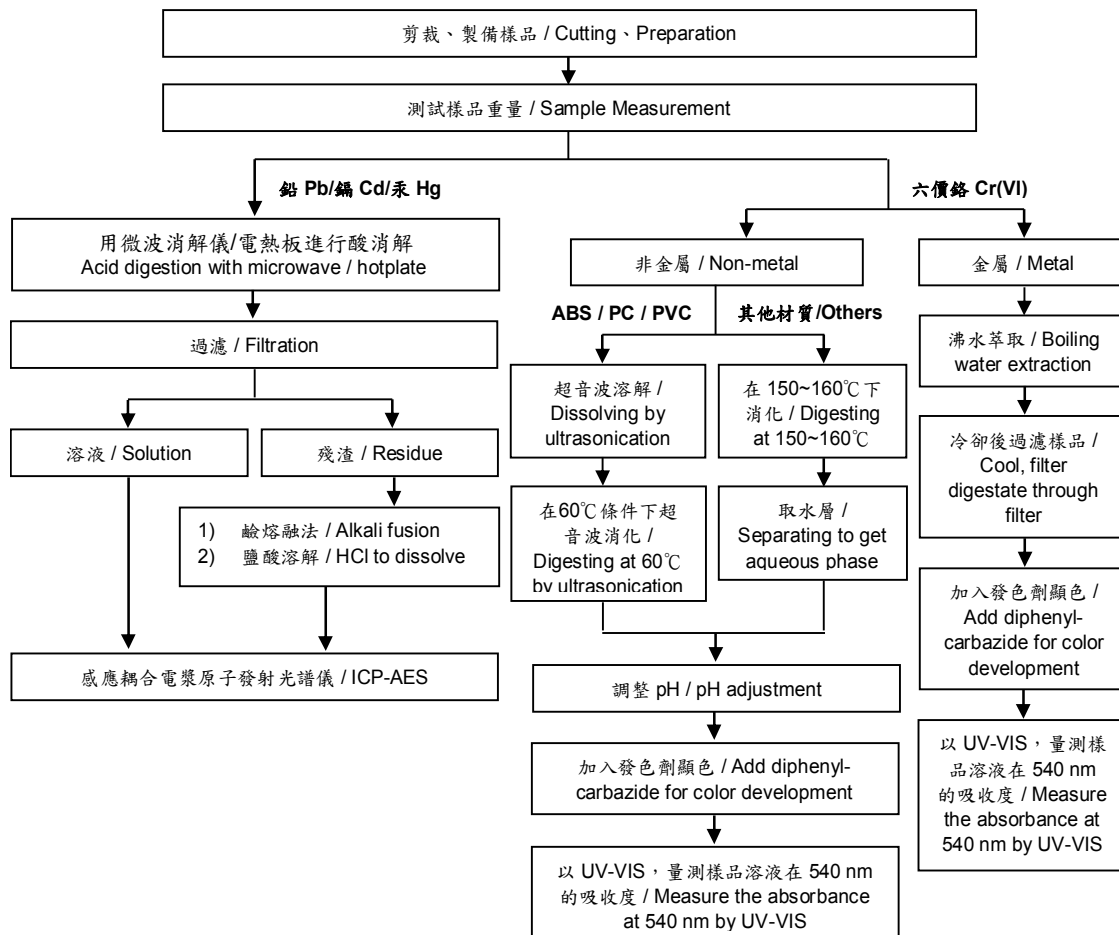 剪裁、製備樣品 / Cutting、Preparation
測試樣品重量 / Sample Measurement
鉛 Pb/鎘 Cd/汞 Hg
用微波消解儀/電熱板進行酸消解
Acid digestion with microwave / hotplate
過濾 / Filtration
溶液 / Solution
殘渣 / Residue
1) 鹼熔融法 / Alkali fusion
2) 鹽酸溶解 / HCl to dissolve
感應耦合電漿原子發射光譜儀 / ICP-AES
六價鉻 Cr(VI)
非金屬 / Non-metal
ABS / PC / PVC
超音波溶解 /
Dissolving by
ultrasonication
在60℃條件下超
音波消化 /
Digesting at 60℃
by ultrasonication
其他材質/Others
在 150~160℃下
消化 / Digesting
at 150~160℃
取水層 /
Separating to get
aqueous phase
調整 pH / pH adjustment
加入發色劑顯色 / Add diphenyl-
carbazide for color development
以 UV-VIS，量測樣品溶液在 540 nm
的吸收度 / Measure the absorbance
at 540 nm by UV-VIS
金屬 / Metal
沸水萃取 / Boiling
water extraction
冷卻後過濾樣品 /
Cool, filter
digestate through
filter
加入發色劑顯色 /
Add diphenyl-
carbazide for color
development
以 UV-VIS，量測樣
品溶液在 540 nm
的吸收度 / Measure
the absorbance at
540 nm by UV-VIS